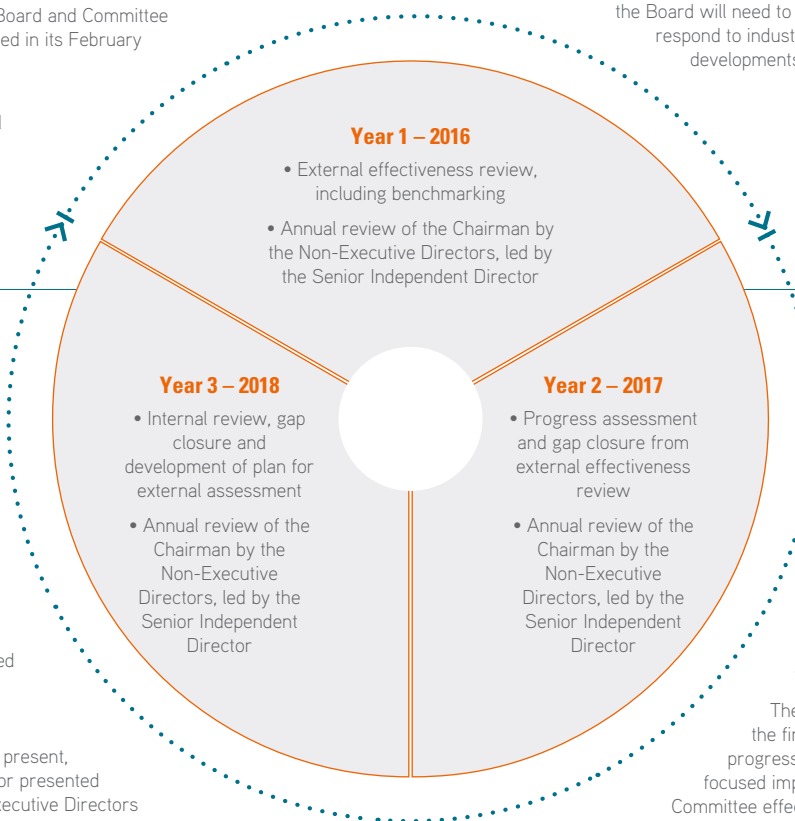 Board and Committee
ed in its February
the Board will need to
respond to indust
developments
Year 1 – 2016
• External effectiveness review,
including benchmarking
• Annual review of the Chairman by
the Non-Executive Directors, led by
the Senior Independent Director
Year 3 – 2018
• Internal review, gap
closure and
development of plan for
external assessment
• Annual review of the
Chairman by the
Non-Executive
Directors, led by the
Senior Independent
Director
Year 2 – 2017
• Progress assessment
and gap closure from
external effectiveness
review
• Annual review of the
Chairman by the
Non-Executive
Directors, led by the
Senior Independent
Director
ed
present,
or presented
xecutive Directors
The
the fir
progress
focused imp
Committee effe